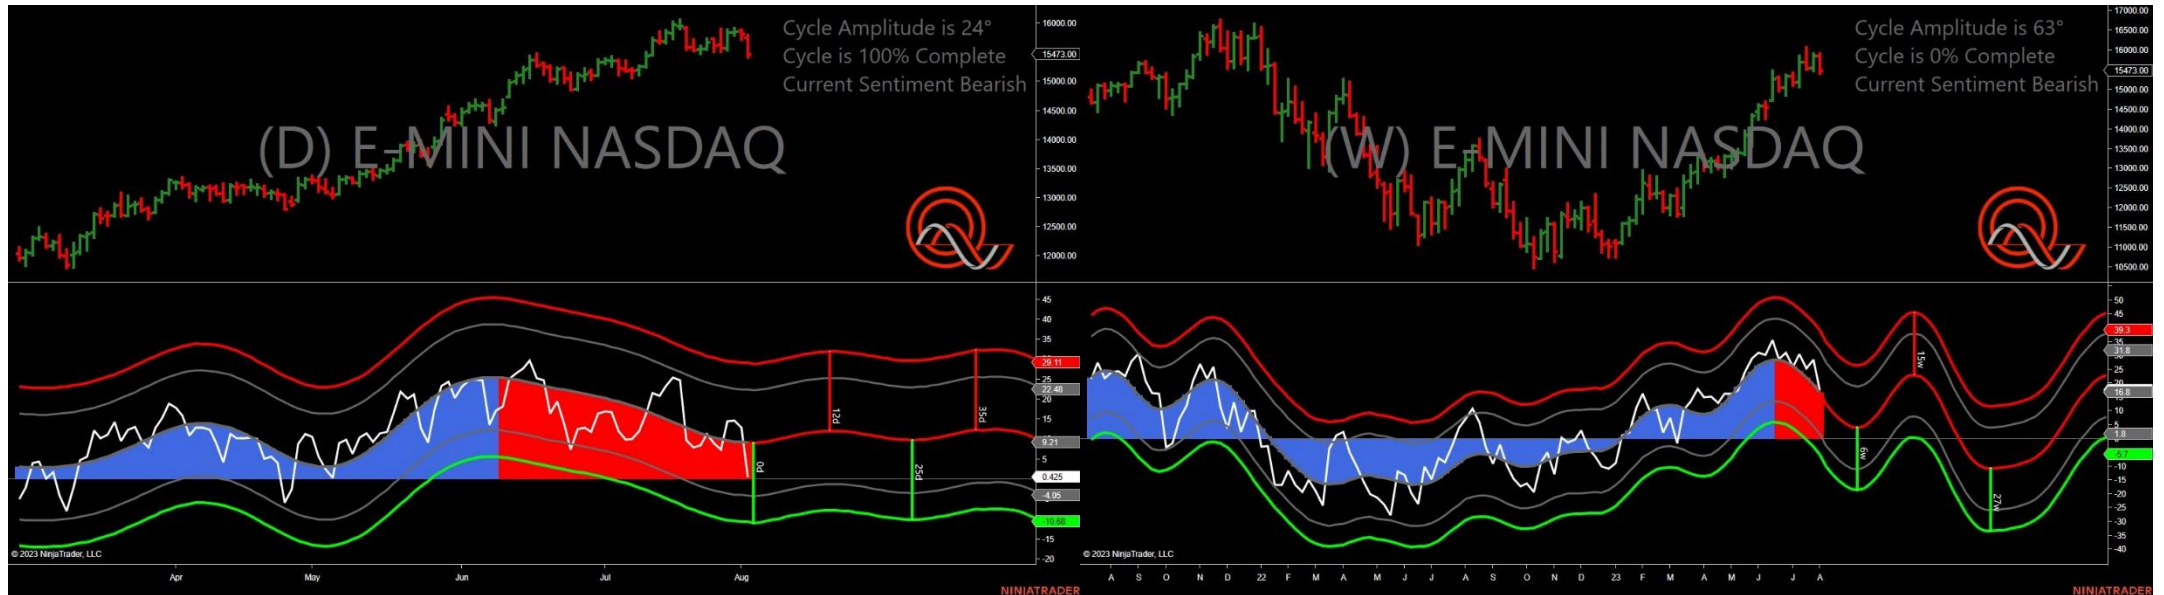 Cycle Amplitude is 24°
Cycle is 100% Complete
Current Sentiment Bearish
(D) E-MINI NASDAQ
16000.00
15473.00
15000.00
14500.00
14000.00
13500.00
13000.00
12500.00
12000.00
45
40
35
29.11
25
22.48
20
15
9.21
5
0.425
-4.05
-10.68
-15
-20
12d
35d
0d
25d
© 2023 NinjaTrader, LLC
Apr May Jun Jul Aug
NINJATRADER
Cycle Amplitude is 63°
Cycle is 0% Complete
Current Sentiment Bearish
(W) E-MINI NASDAQ
17000.00
16500.00
16000.00
15473.00
15000.00
14500.00
14000.00
13500.00
13000.00
12500.00
12000.00
11500.00
11000.00
10500.00
50
45
39.3
35
31.8
25
20
16.8
10
5
1.8
-5.7
-10
-15
-20
-25
-30
-35
-40
15w
6w
27w
© 2023 NinjaTrader, LLC
A S O N D 22 F M A M J J A S O N D 23 F M A M J J A
NINJATRADER